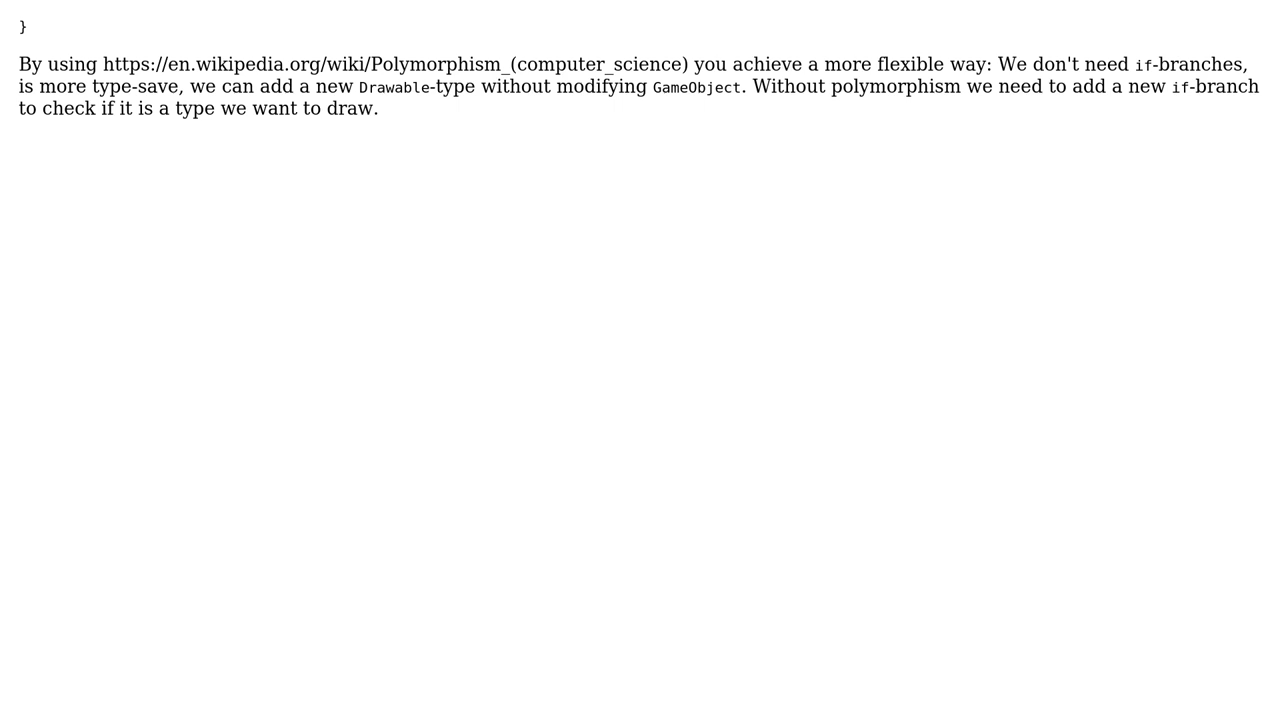 }
By using https://en.wikipedia.org/wiki/Polymorphism_(computer_science) you achieve a more flexible way: We don't need if-branches,
is more type-save, we can add a new Drawable-type without modifying GameObject. Without polymorphism we need to add a new if-branch
to check if it is a type we want to draw.